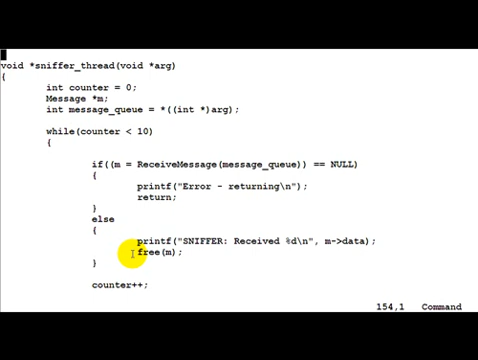 void *sniffer_thread(void *arg)
{
int counter = 0;
Message *m;
int message_queue = *((int *)arg);
while(counter < 10)
{
if((m = ReceiveMessage(message_queue)) == NULL)
{
printf("Error - returning\n");
return;
}
else
{
printf("SNIFFER: Received %d\n", m->data);
free(m);
}
counter++;
154,1 Command